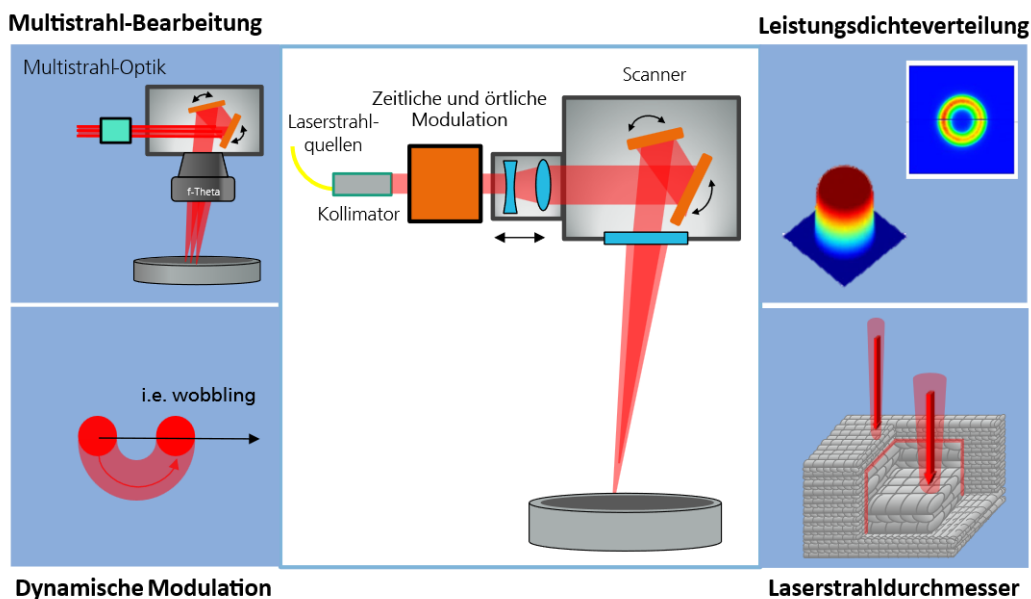 Multistrahl-Bearbeitung
Multistrahl-Optik
f-Theta
i.e. wobbling
Dynamische Modulation
Laserstrahl-
quellen
Kollimator
Zeitliche und örtliche
Modulation
Scanner
Leistungsdichteverteilung
Laserstrahldurchmesser